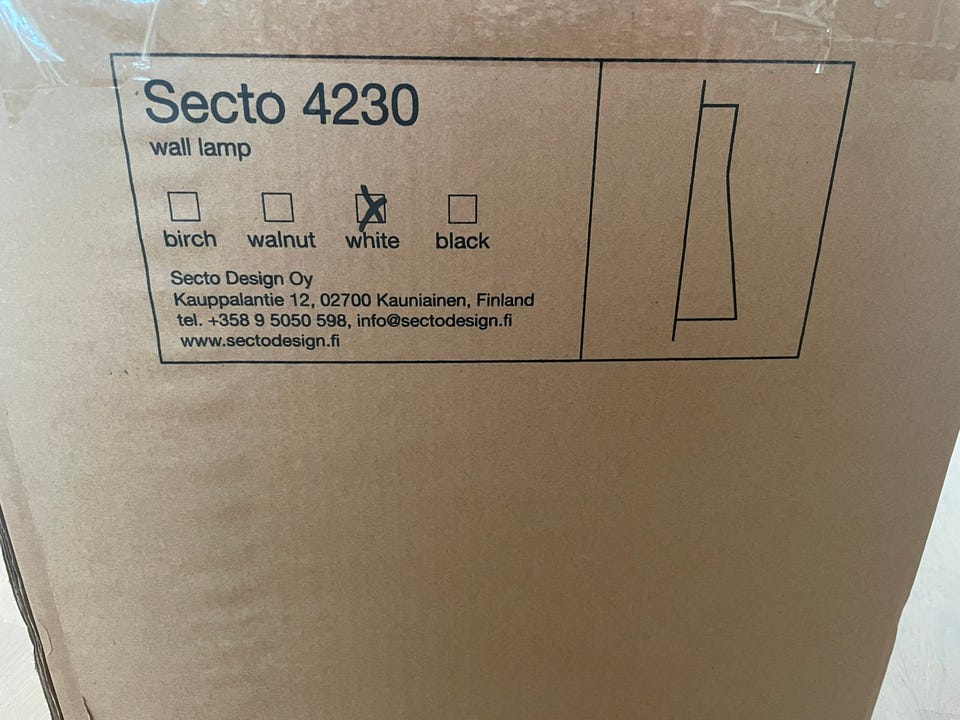 Secto 4230
wall lamp
birch walnut white black
Secto Design Oy
Kauppalantie 12, 02700 Kauniainen, Finland
tel. +358 9 5050 598, info@sectodesign.fi
www.sectodesign.fi